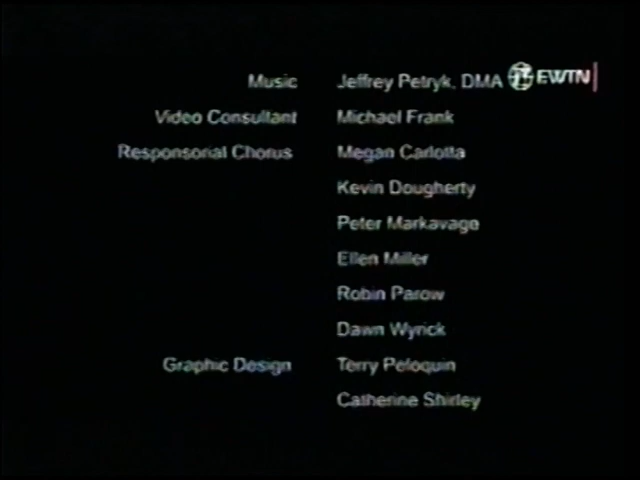 Music Jeffrey Petryk, DMA EWTN
Video Consultant Michael Frank
Responsorial Chorus Megan Carlotta
Kevin Dougherty
Peter Markavage
Ellen Miller
Robin Parow
Dawn Wyrick
Graphic Design Terry Peloquin
Catherine Shirley